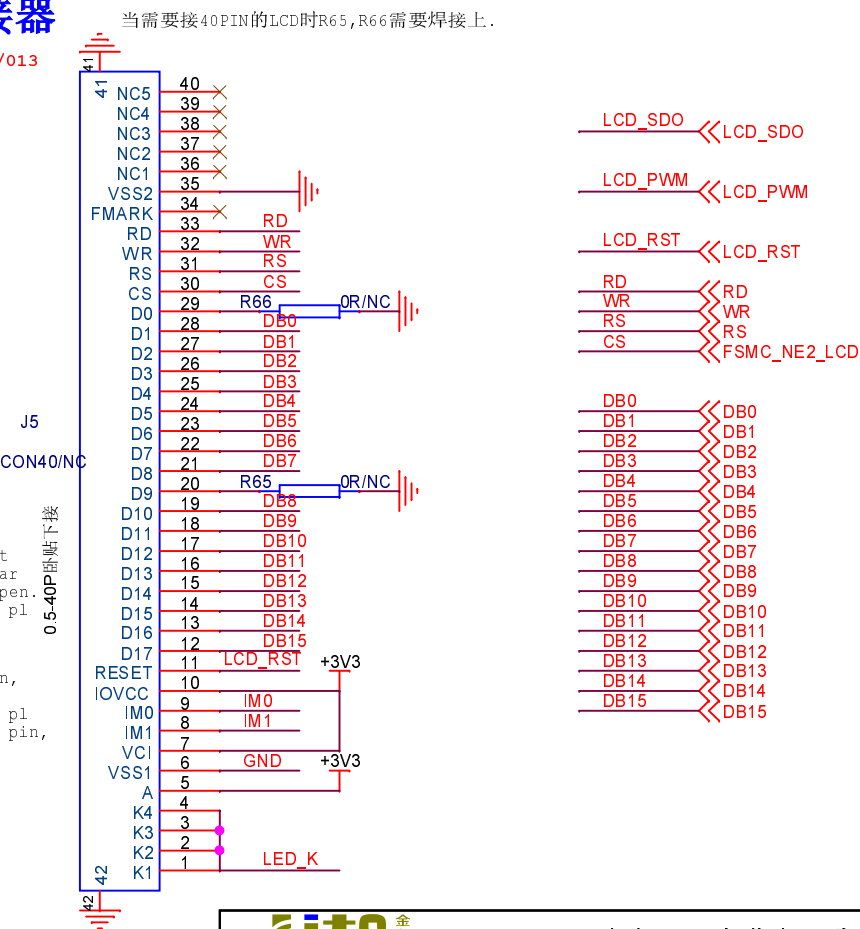 接器
当需要接40PIN的LCD时R65,R66需要焊接上.
/013
41
41
NC5 40
NC4 39
NC3 38
NC2 37
NC1 36
VSS2 35
FMARK 34
RD 33 RD
WR 32 WR
RS 31 RS
CS 30 CS
D0 29 R66 0R/NC
D1 28 DB0
D2 27 DB1
D3 26 DB2
D4 25 DB3
D5 24 DB4
D6 23 DB5
D7 22 DB6
D8 21 DB7
D9 20 R65 0R/NC
D10 19 DB8
D11 18 DB9
D12 17 DB10
D13 16 DB11
D14 15 DB12
D15 14 DB13
D16 13 DB14
D17 12 DB15
RESET 11 LCD_RST
+3V3
IOVCC 10
IM0 9 IM0
IM1 8 IM1
VCI 7
VSS1 6 GND
+3V3
A 5
K4 4
K3 3
K2 2
K1 1 LED_K
42
42
J5
CON40/NC
0.5-40P卧贴下接
t
ar
pen.
pl
n,
pl
pin,
LCD_SDO LCD_SDO
LCD_PWM LCD_PWM
LCD_RST LCD_RST
RD RD
WR WR
RS RS
CS FSMC_NE2_LCD
DB0 DB0
DB1 DB1
DB2 DB2
DB3 DB3
DB4 DB4
DB5 DB5
DB6 DB6
DB7 DB7
DB8 DB8
DB9 DB9
DB10 DB10
DB11 DB11
DB12 DB12
DB13 DB13
DB14 DB14
DB15 DB15
金